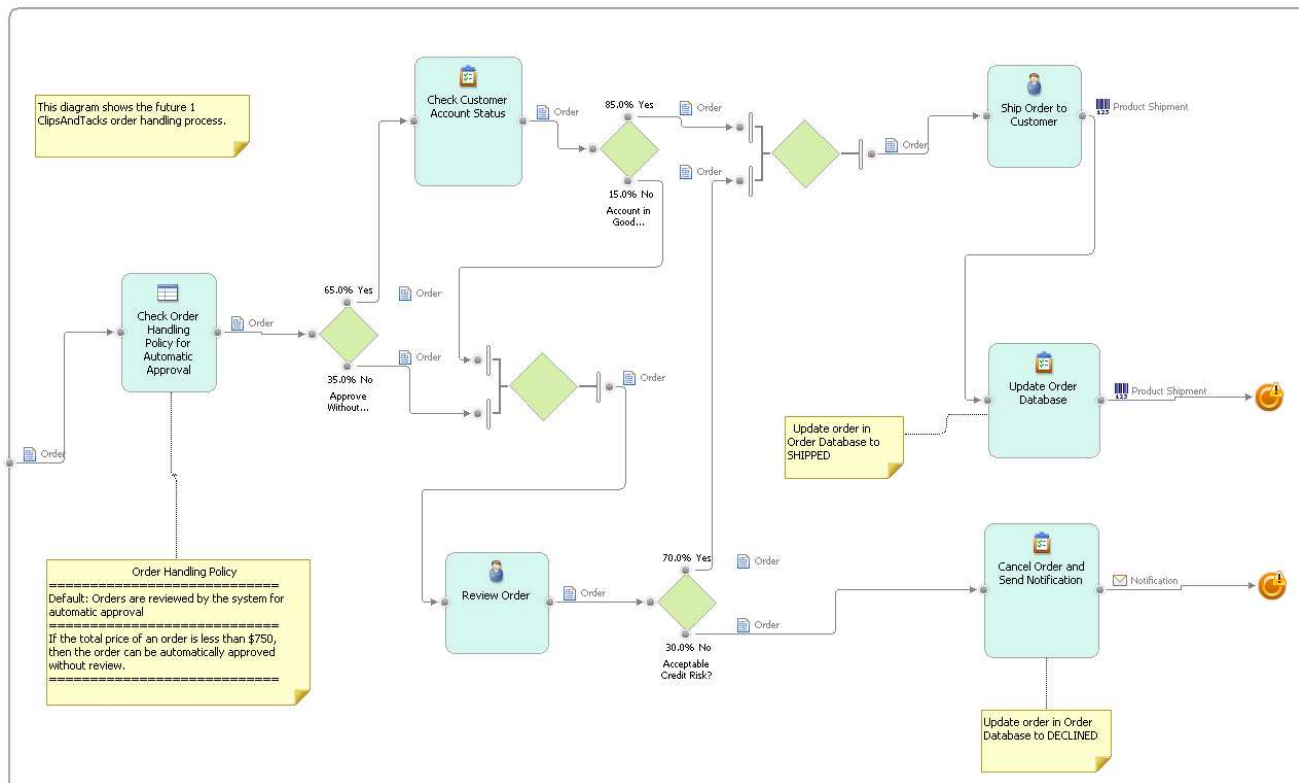 This diagram shows the future 1
ClipsAndTacks order handling process.
Check Customer
Account Status
Order
85.0% Yes
Order
Order
15.0% No
Account in
Good...
Order
Ship Order to
Customer
123
Product Shipment
Order
Check Order
Handling
Policy for
Automatic
Approval
Order
65.0% Yes
Order
35.0% No
Approve
Without...
Order
Order
Update order in
Order Database to
SHIPPED
Update Order
Database
123
Product Shipment
Order Handling Policy
============================
Default: Orders are reviewed by the system for
automatic approval
============================
If the total price of an order is less than $750,
then the order can be automatically approved
without review.
============================
Review Order
Order
70.0% Yes
Order
30.0% No
Acceptable
Credit Risk?
Order
Cancel Order and
Send Notification
Notification
Update order in Order
Database to DECLINED